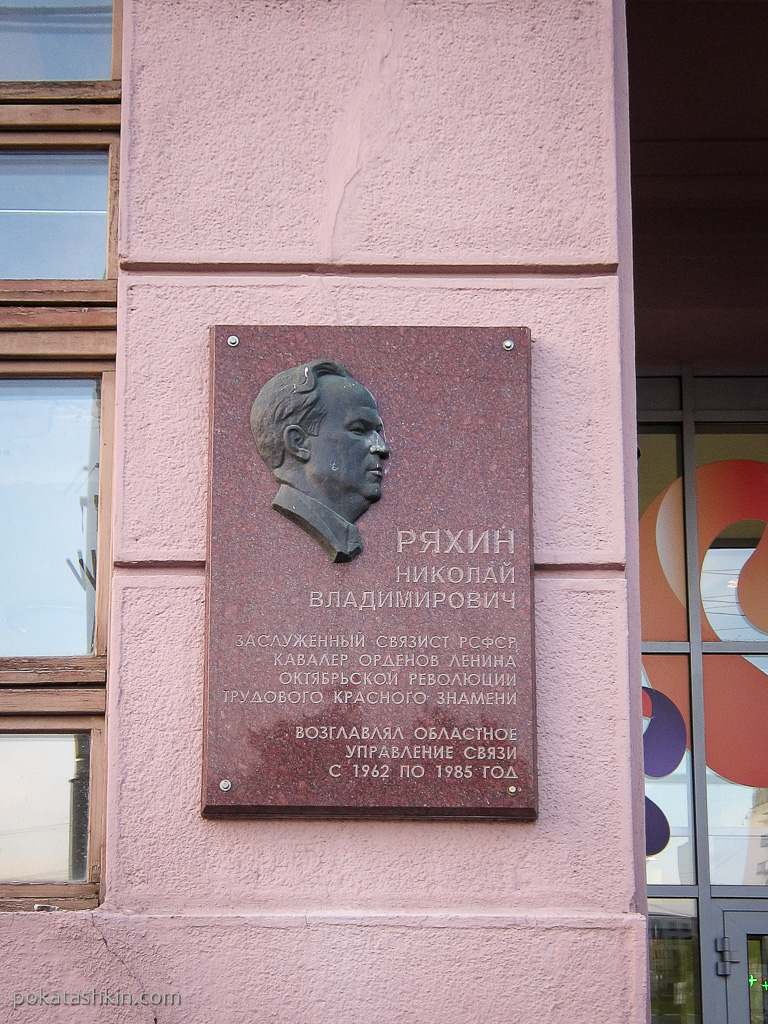 РЯХИН
НИКОЛАЙ
ВЛАДИМИРОВИЧ
ЗАСЛУЖЕННЫЙ СВЯЗИСТ РСФСР,
КАВАЛЕР ОРДЕНОВ ЛЕНИНА
ОКТЯБРЬСКОЙ РЕВОЛЮЦИИ
ТРУДОВОГО КРАСНОГО ЗНАМЕНИ
ВОЗГЛАВЛЯЛ ОБЛАСТНОЕ
УПРАВЛЕНИЕ СВЯЗИ
С 1962 ПО 1985 ГОД
pokatashkin.com